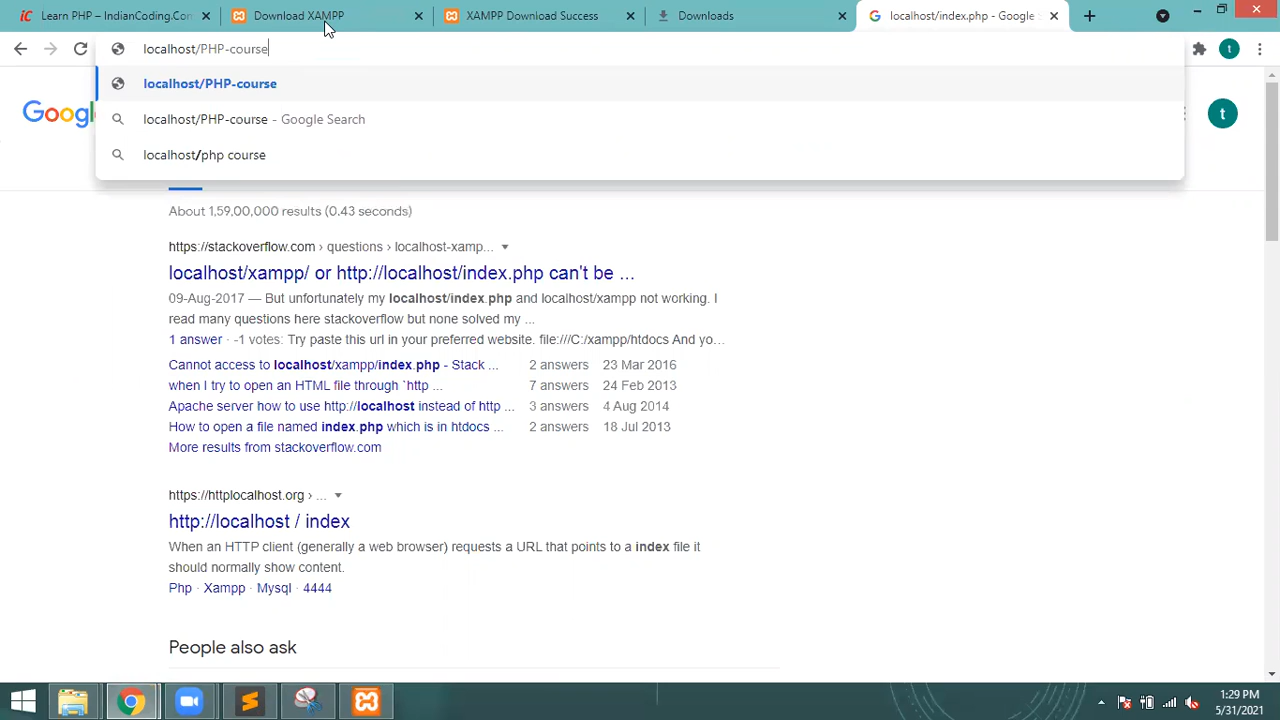 Learn PHP – IndianCoding.Com
Download XAMPP
XAMPP Download Success
Downloads
localhost/index.php - Google S
localhost/PHP-course
localhost/PHP-course
localhost/PHP-course - Google Search
localhost/php course
Google
t
t
About 1,59,00,000 results (0.43 seconds)
https://stackoverflow.com › questions › localhost-xamp...
localhost/xampp/ or http://localhost/index.php can't be ...
09-Aug-2017 — But unfortunately my localhost/index.php and localhost/xampp not working. I
read many questions here stackoverflow but none solved my ...
1 answer · -1 votes: Try paste this url in your preferred website. file:///C:/xampp/htdocs And yo...
Cannot access to localhost/xampp/index.php - Stack ... 2 answers 23 Mar 2016
when I try to open an HTML file through `http ... 7 answers 24 Feb 2013
Apache server how to use http://localhost instead of http ... 3 answers 4 Aug 2014
How to open a file named index.php which is in htdocs ... 2 answers 18 Jul 2013
More results from stackoverflow.com
https://httplocalhost.org › ...
http://localhost / index
When an HTTP client (generally a web browser) requests a URL that points to a index file it
should normally show content.
Php · Xampp · Mysql · 4444
People also ask
1:29 PM
5/31/2021